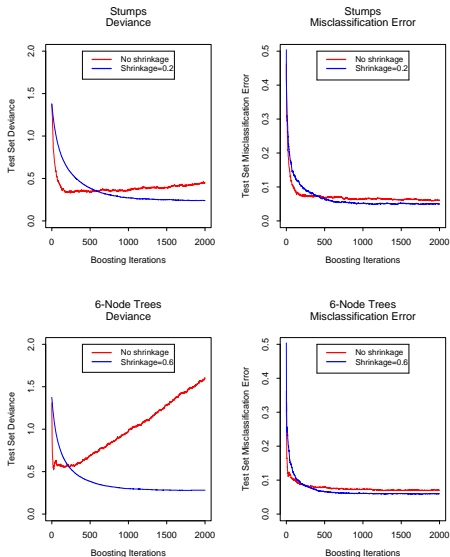 Stumps
Deviance
No shrinkage
Shrinkage=0.2
Test Set Deviance
0.0 0.5 1.0 1.5 2.0
0 500 1000 1500 2000
Boosting Iterations
Stumps
Misclassification Error
No shrinkage
Shrinkage=0.2
Test Set Misclassification Error
0.0 0.1 0.2 0.3 0.4 0.5
0 500 1000 1500 2000
Boosting Iterations
6-Node Trees
Deviance
No shrinkage
Shrinkage=0.6
Test Set Deviance
0.0 0.5 1.0 1.5 2.0
0 500 1000 1500 2000
Boosting Iterations
6-Node Trees
Misclassification Error
No shrinkage
Shrinkage=0.6
Test Set Misclassification Error
0.0 0.1 0.2 0.3 0.4 0.5
0 500 1000 1500 2000
Boosting Iterations